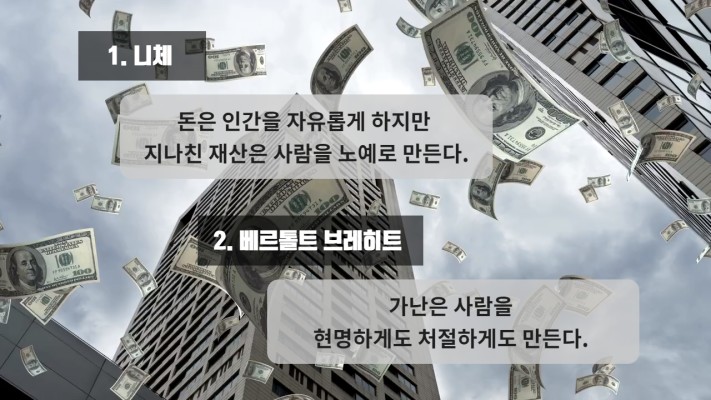 1. 니체
돈은 인간을 자유롭게 하지만
지나친 재산은 사람을 노예로 만든다.
2. 베르톨트 브레히트
가난은 사람을
현명하게도 처절하게도 만든다.